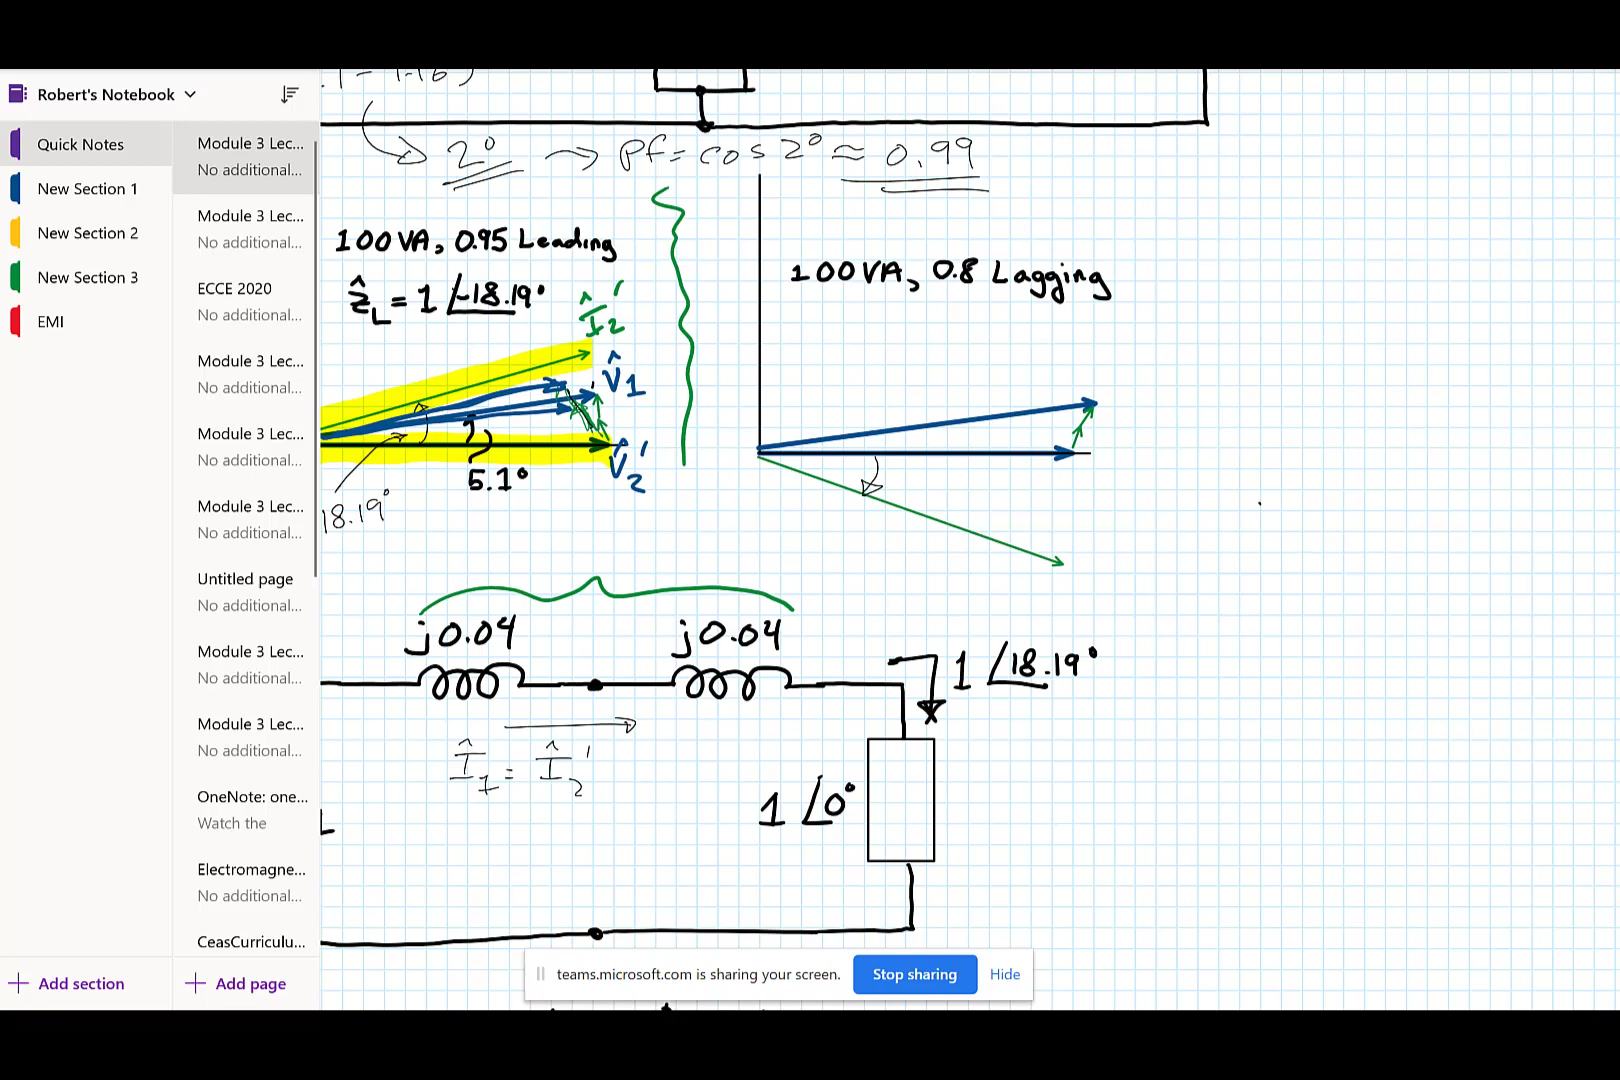 Robert's Notebook
Quick Notes
New Section 1
New Section 2
New Section 3
EMI
Add section
Module 3 Lec...
No additional...
Module 3 Lec...
No additional...
ECCE 2020
No additional...
Module 3 Lec...
No additional...
Module 3 Lec...
No additional...
Module 3 Lec...
No additional...
Untitled page
No additional...
Module 3 Lec...
No additional...
Module 3 Lec...
No additional...
OneNote: one...
Watch the
Electromagne...
No additional...
CeasCurriculu...
Add page
2° → pf = cos 2° ≈ 0.99
100VA, 0.95 Leading
ẑL = 1 ∠-18.19°
Î2'
V̂1
V̂2'
5.1°
18.19°
100VA, 0.8 Lagging
j0.04
j0.04
1 ∠18.19°
Î1 = Î2'
1 ∠0°
teams.microsoft.com is sharing your screen.
Stop sharing
Hide